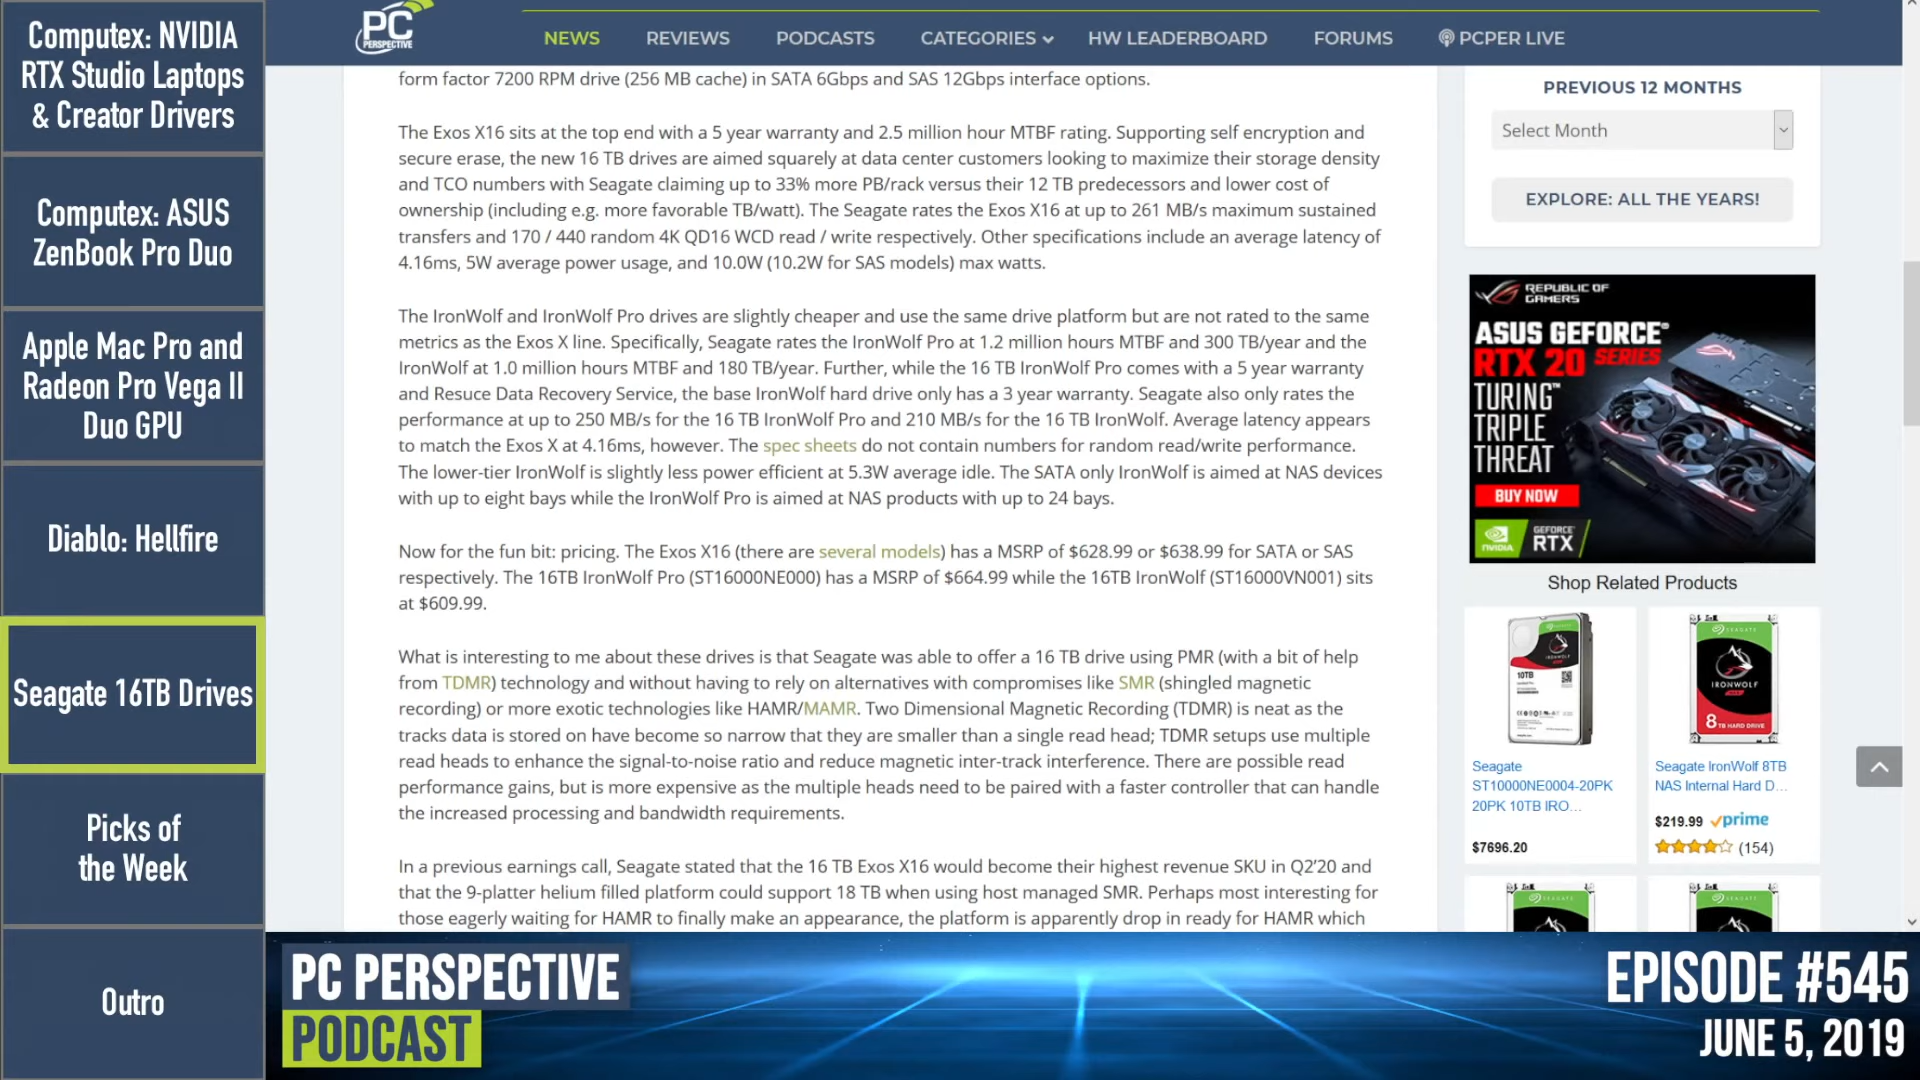 Computex: NVIDIA
RTX Studio Laptops
& Creator Drivers
Computex: ASUS
ZenBook Pro Duo
Apple Mac Pro and
Radeon Pro Vega II
Duo GPU
Diablo: Hellfire
Seagate 16TB Drives
Picks of
the Week
Outro
PC
PERSPECTIVE
NEWS REVIEWS PODCASTS CATEGORIES HW LEADERBOARD FORUMS PCPER LIVE
form factor 7200 RPM drive (256 MB cache) in SATA 6Gbps and SAS 12Gbps interface options.
The Exos X16 sits at the top end with a 5 year warranty and 2.5 million hour MTBF rating. Supporting self encryption and
secure erase, the new 16 TB drives are aimed squarely at data center customers looking to maximize their storage density
and TCO numbers with Seagate claiming up to 33% more PB/rack versus their 12 TB predecessors and lower cost of
ownership (including e.g. more favorable TB/watt). The Seagate rates the Exos X16 at up to 261 MB/s maximum sustained
transfers and 170 / 440 random 4K QD16 WCD read / write respectively. Other specifications include an average latency of
4.16ms, 5W average power usage, and 10.0W (10.2W for SAS models) max watts.
The IronWolf and IronWolf Pro drives are slightly cheaper and use the same drive platform but are not rated to the same
metrics as the Exos X line. Specifically, Seagate rates the IronWolf Pro at 1.2 million hours MTBF and 300 TB/year and the
IronWolf at 1.0 million hours MTBF and 180 TB/year. Further, while the 16 TB IronWolf Pro comes with a 5 year warranty
and Resuce Data Recovery Service, the base IronWolf hard drive only has a 3 year warranty. Seagate also only rates the
performance at up to 250 MB/s for the 16 TB IronWolf Pro and 210 MB/s for the 16 TB IronWolf. Average latency appears
to match the Exos X at 4.16ms, however. The spec sheets do not contain numbers for random read/write performance.
The lower-tier IronWolf is slightly less power efficient at 5.3W average idle. The SATA only IronWolf is aimed at NAS devices
with up to eight bays while the IronWolf Pro is aimed at NAS products with up to 24 bays.
Now for the fun bit: pricing. The Exos X16 (there are several models) has a MSRP of $628.99 or $638.99 for SATA or SAS
respectively. The 16TB IronWolf Pro (ST16000NE000) has a MSRP of $664.99 while the 16TB IronWolf (ST16000VN001) sits
at $609.99.
What is interesting to me about these drives is that Seagate was able to offer a 16 TB drive using PMR (with a bit of help
from TDMR) technology and without having to rely on alternatives with compromises like SMR (shingled magnetic
recording) or more exotic technologies like HAMR/MAMR. Two Dimensional Magnetic Recording (TDMR) is neat as the
tracks data is stored on have become so narrow that they are smaller than a single read head; TDMR setups use multiple
read heads to enhance the signal-to-noise ratio and reduce magnetic inter-track interference. There are possible read
performance gains, but is more expensive as the multiple heads need to be paired with a faster controller that can handle
the increased processing and bandwidth requirements.
In a previous earnings call, Seagate stated that the 16 TB Exos X16 would become their highest revenue SKU in Q2'20 and
that the 9-platter helium filled platform could support 18 TB when using host managed SMR. Perhaps most interesting for
those eagerly waiting for HAMR to finally make an appearance, the platform is apparently drop in ready for HAMR which
PREVIOUS 12 MONTHS
Select Month
EXPLORE: ALL THE YEARS!
REPUBLIC OF
GAMERS
ASUS GEFORCE®
RTX 20 SERIES
TURING™
TRIPLE
THREAT
BUY NOW
NVIDIA
GEFORCE
RTX
Shop Related Products
SEAGATE
IRONWOLF
10TB
SEAGATE
IRONWOLF
8TB HARD DRIVE
Seagate
ST10000NE0004-20PK
20PK 10TB IRO...
$7696.20
Seagate IronWolf 8TB
NAS Internal Hard D...
$219.99 prime
(154)
SEAGATE
SEAGATE
PC PERSPECTIVE
PODCAST
EPISODE #545
JUNE 5, 2019